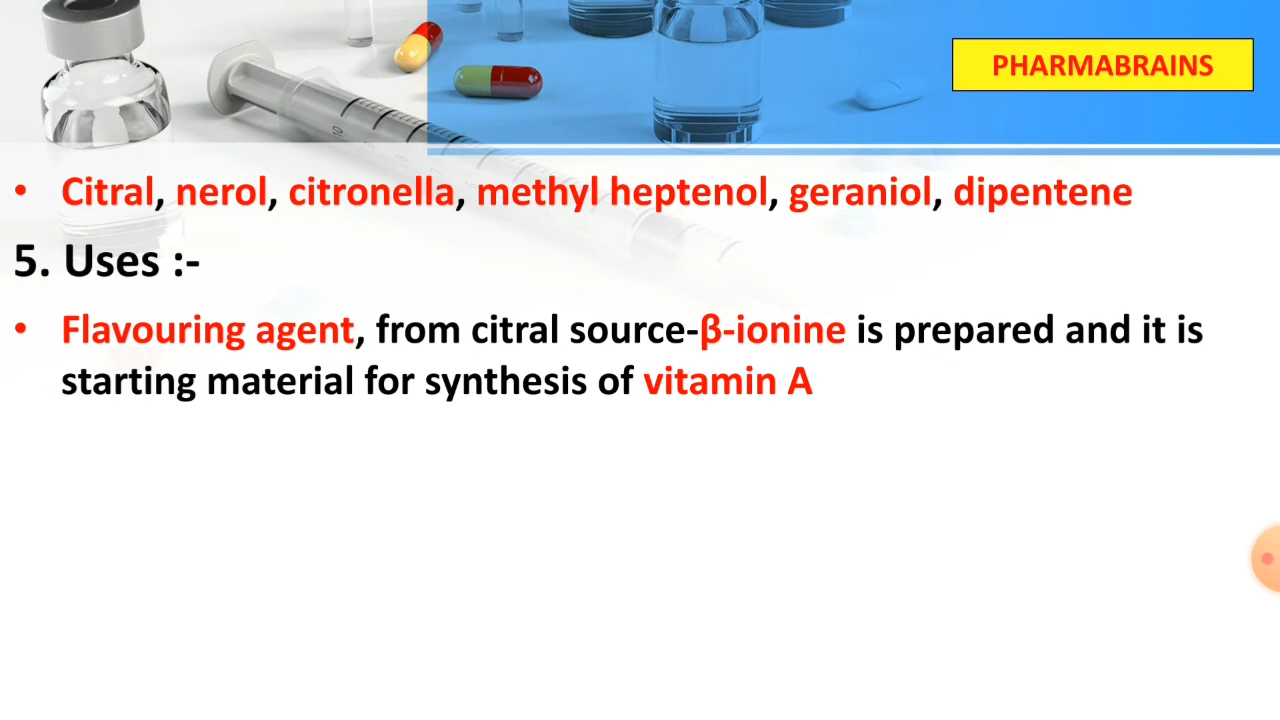 PHARMABRAINS
• Citral, nerol, citronella, methyl heptenol, geraniol, dipentene
5. Uses :-
• Flavouring agent, from citral source-β-ionine is prepared and it is
starting material for synthesis of vitamin A